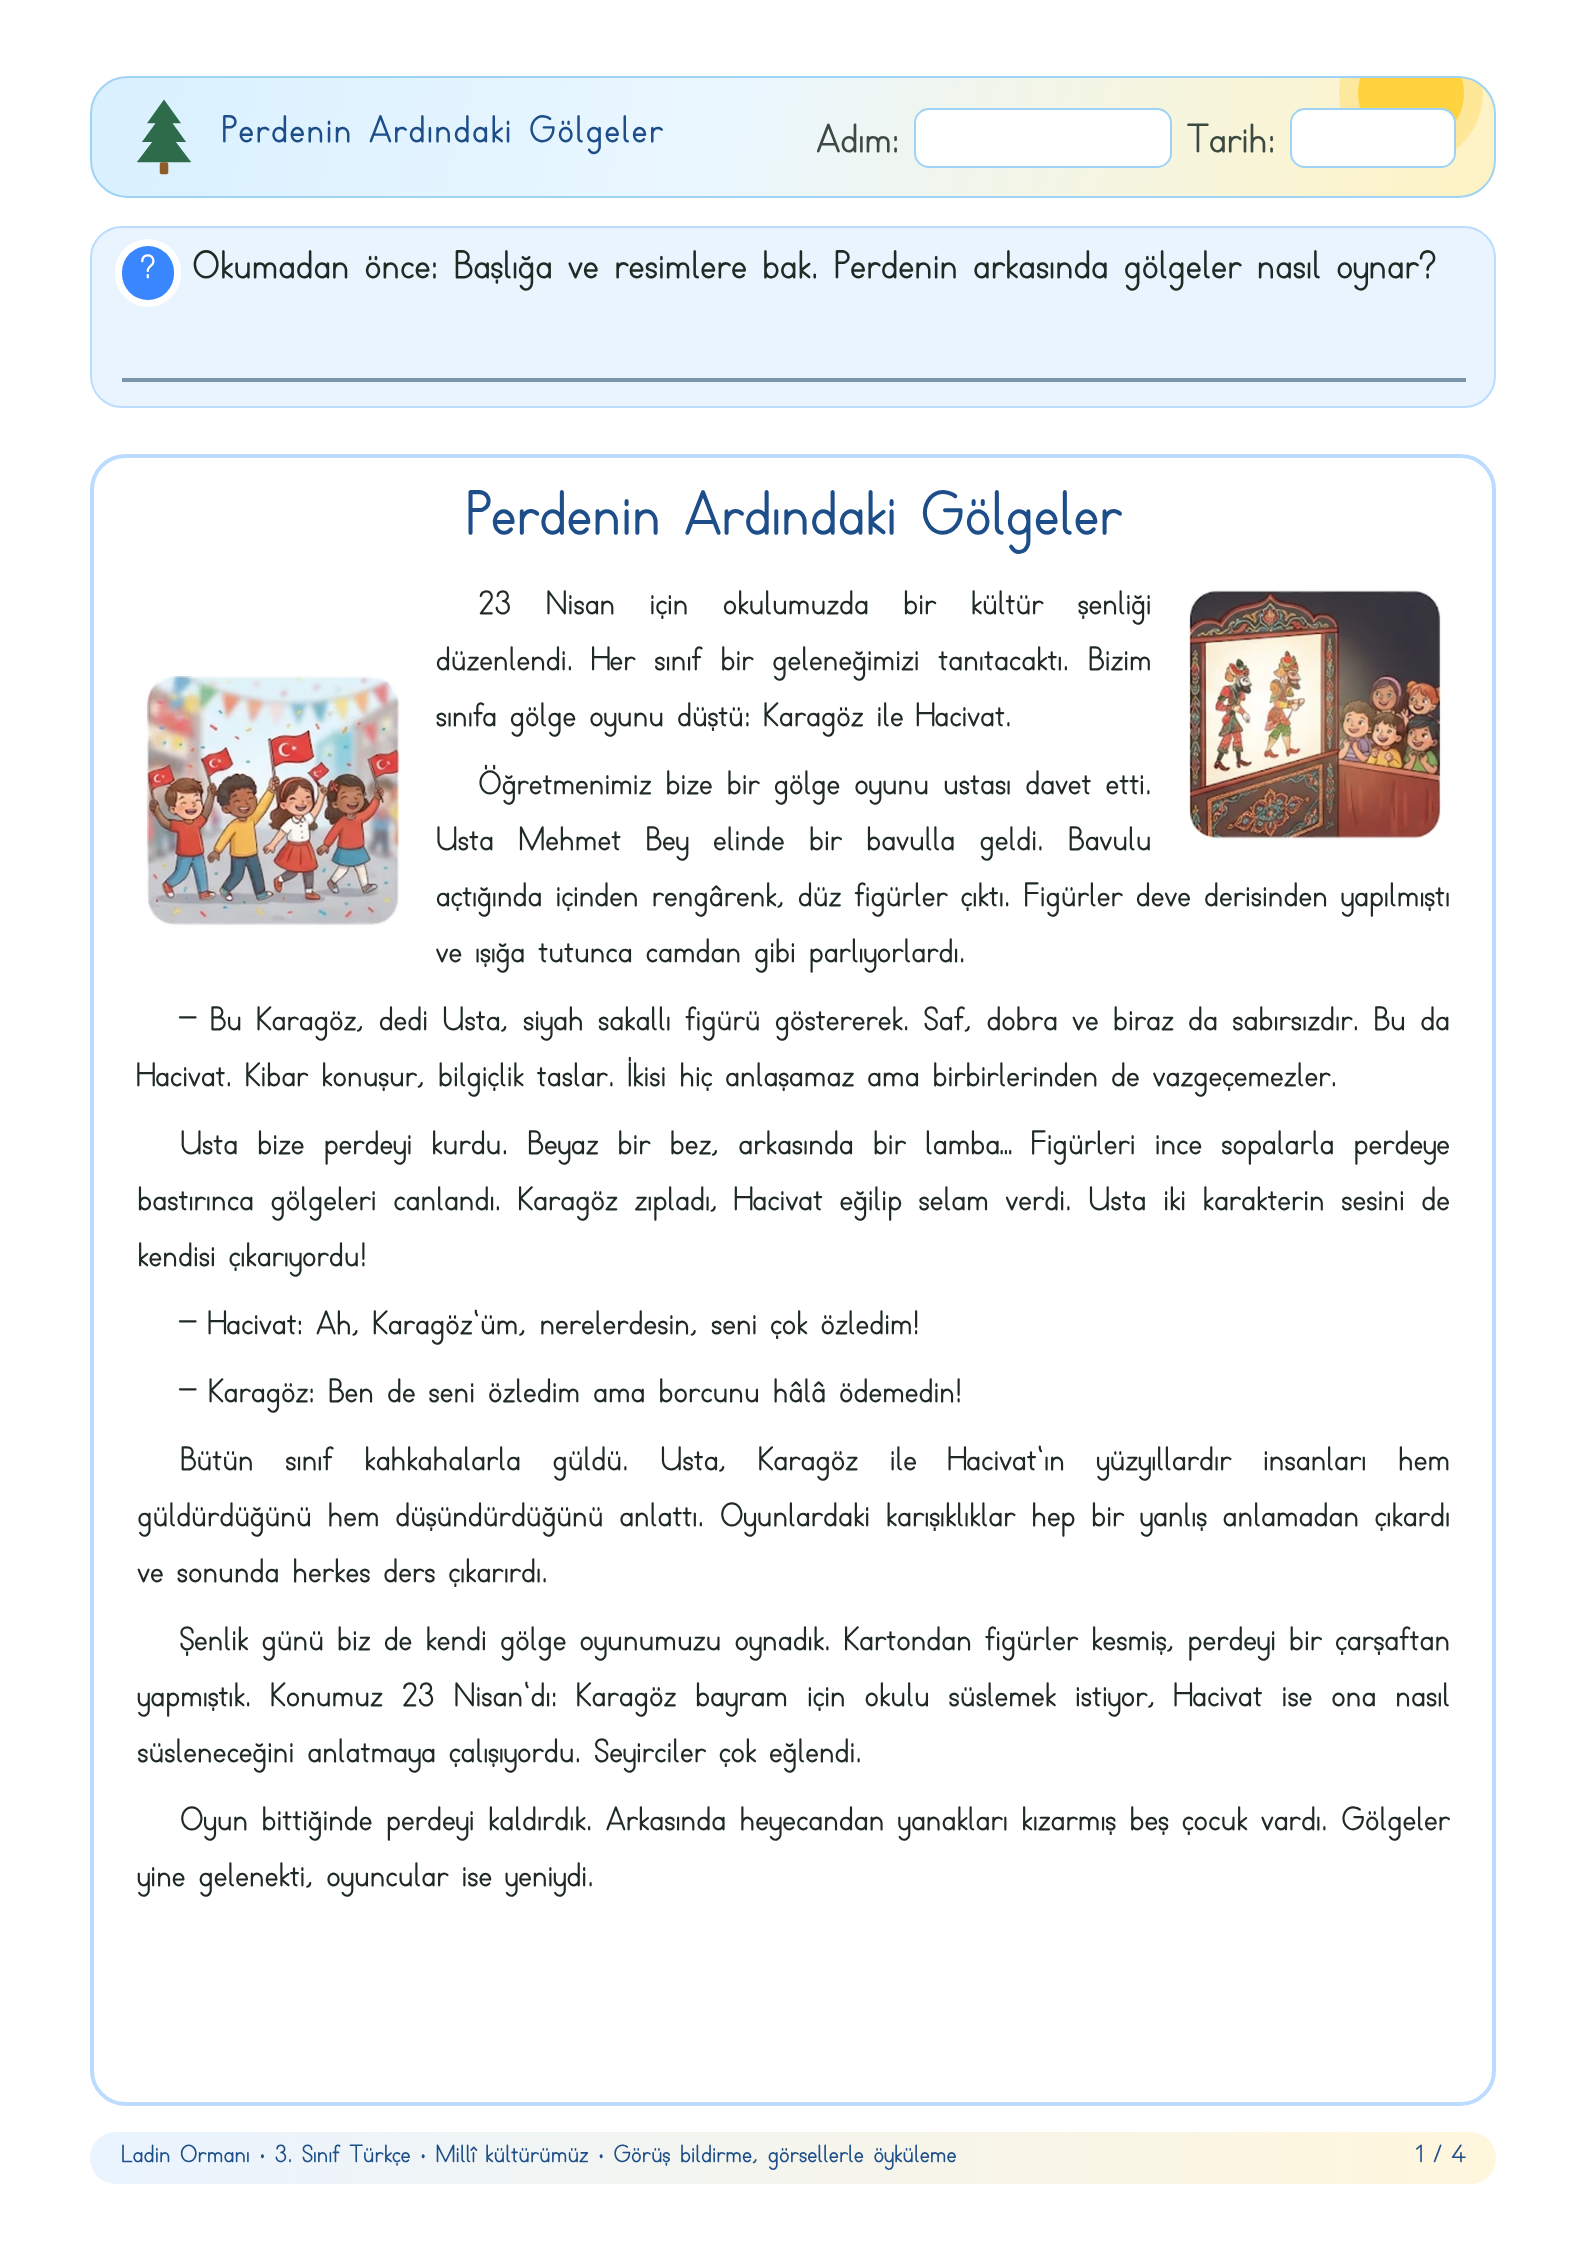 Perdenin Ardındaki Gölgeler
Adım:
Tarih:
?
Okumadan önce: Başlığa ve resimlere bak. Perdenin arkasında gölgeler nasıl oynar?
Perdenin Ardındaki Gölgeler
23 Nisan için okulumuzda bir kültür şenliği
düzenlendi. Her sınıf bir geleneğimizi tanıtacaktı. Bizim
sınıfa gölge oyunu düştü: Karagöz ile Hacivat.
Öğretmenimiz bize bir gölge oyunu ustası davet etti.
Usta Mehmet Bey elinde bir bavulla geldi. Bavulu
açtığında içinden rengârenk, düz figürler çıktı. Figürler deve derisinden yapılmıştı
ve ışığa tutunca camdan gibi parlıyorlardı.
– Bu Karagöz, dedi Usta, siyah sakallı figürü göstererek. Saf, dobra ve biraz da sabırsızdır. Bu da
Hacivat. Kibar konuşur, bilgiçlik taslar. İkisi hiç anlaşamaz ama birbirlerinden de vazgeçemezler.
Usta bize perdeyi kurdu. Beyaz bir bez, arkasında bir lamba... Figürleri ince sopalarla perdeye
bastırınca gölgeleri canlandı. Karagöz zıpladı, Hacivat eğilip selam verdi. Usta iki karakterin sesini de
kendisi çıkarıyordu!
– Hacivat: Ah, Karagöz‛üm, nerelerdesin, seni çok özledim!
– Karagöz: Ben de seni özledim ama borcunu hâlâ ödemedin!
Bütün sınıf kahkahalarla güldü. Usta, Karagöz ile Hacivat‛ın yüzyıllardır insanları hem
güldürdüğünü hem düşündürdüğünü anlattı. Oyunlardaki karışıklıklar hep bir yanlış anlamadan çıkardı
ve sonunda herkes ders çıkarırdı.
Şenlik günü biz de kendi gölge oyunumuzu oynadık. Kartondan figürler kesmiş, perdeyi bir çarşaftan
yapmıştık. Konumuz 23 Nisan‛dı: Karagöz bayram için okulu süslemek istiyor, Hacivat ise ona nasıl
süsleneceğini anlatmaya çalışıyordu. Seyirciler çok eğlendi.
Oyun bittiğinde perdeyi kaldırdık. Arkasında heyecandan yanakları kızarmış beş çocuk vardı. Gölgeler
yine gelenekti, oyuncular ise yeniydi.
Ladin Ormanı • 3. Sınıf Türkçe • Millî kültürümüz • Görüş bildirme, görsellerle öyküleme
1 / 4